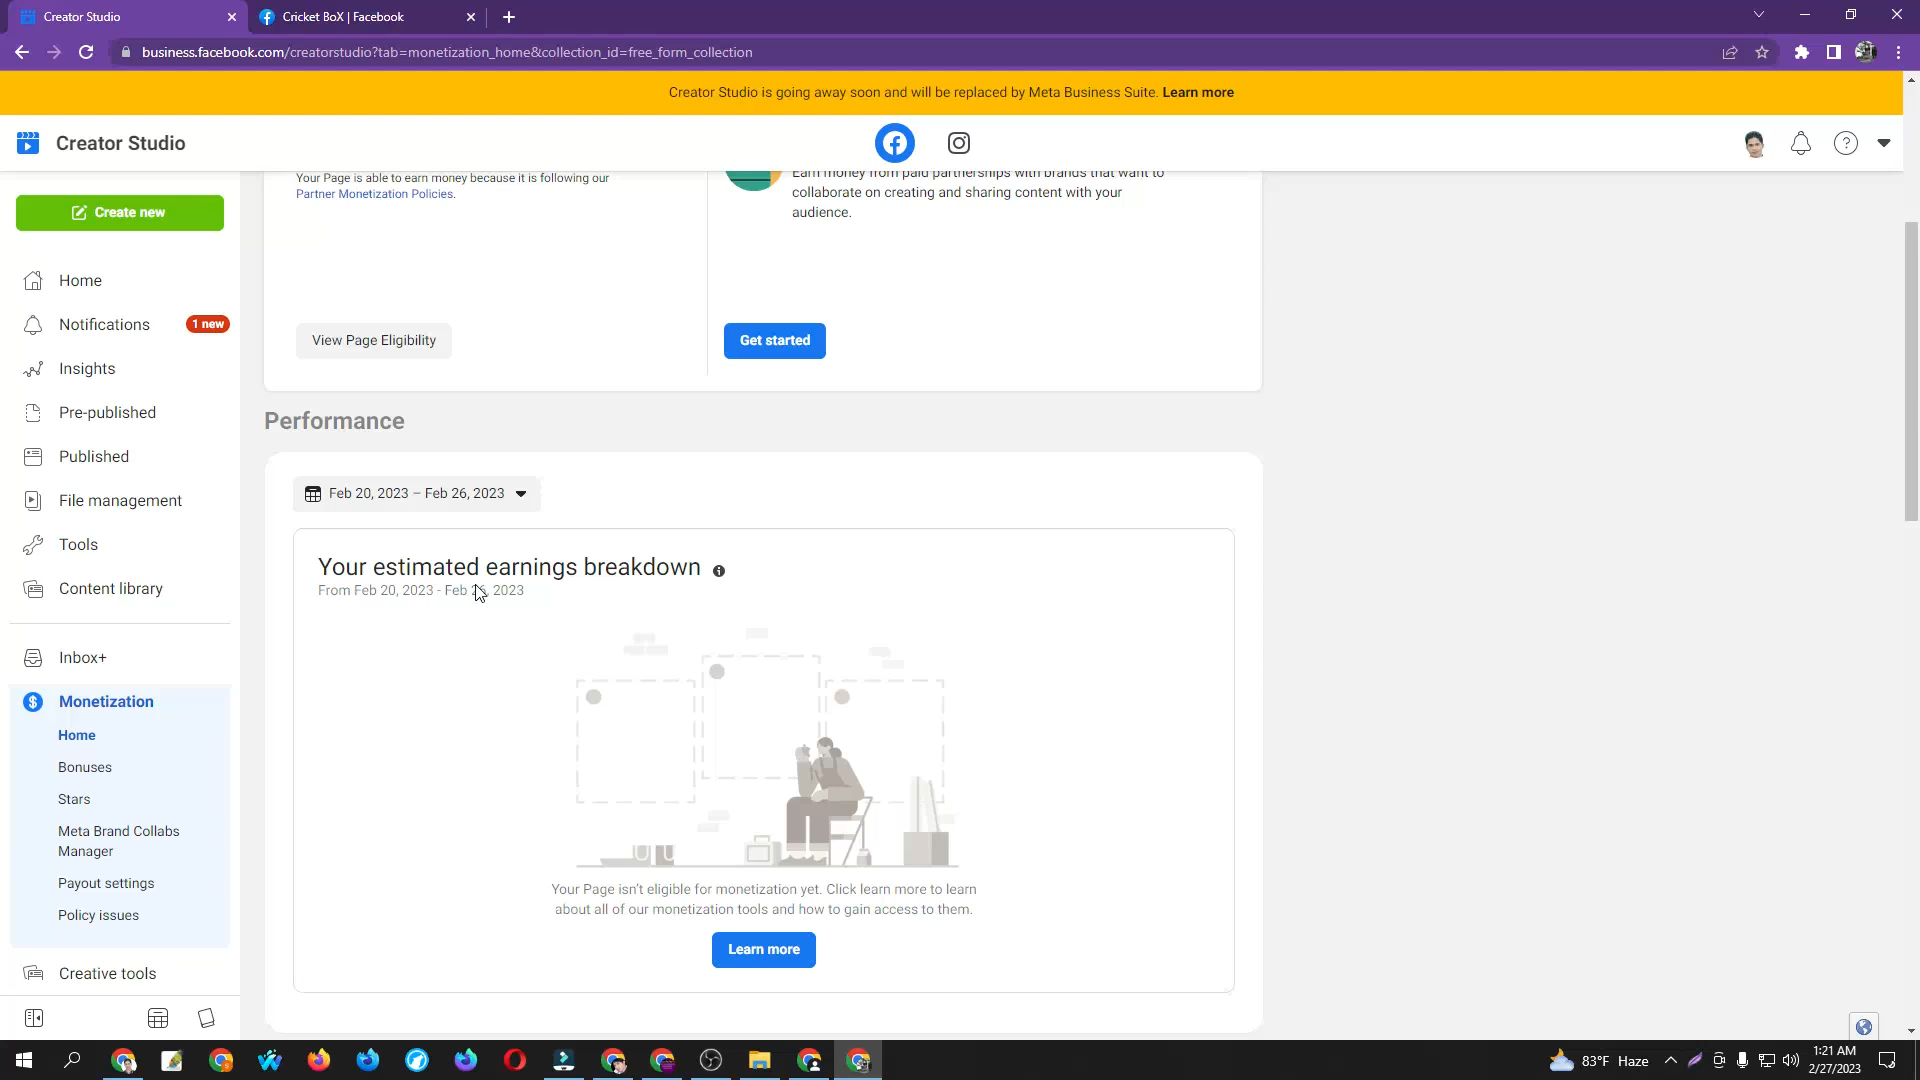 Creator Studio
Cricket BoX | Facebook
business.facebook.com/creatorstudio?tab=monetization_home&collection_id=free_form_collection
Creator Studio is going away soon and will be replaced by Meta Business Suite. Learn more
Creator Studio
Create new
Home
Notifications
1 new
Insights
Pre-published
Published
File management
Tools
Content library
Inbox+
Monetization
Home
Bonuses
Stars
Meta Brand Collabs
Manager
Payout settings
Policy issues
Creative tools
Your Page is able to earn money because it is following our
Partner Monetization Policies.
View Page Eligibility
Earn money from paid partnerships with brands that want to
collaborate on creating and sharing content with your
audience.
Get started
Performance
Feb 20, 2023 – Feb 26, 2023
Your estimated earnings breakdown
From Feb 20, 2023 - Feb 26, 2023
Your Page isn't eligible for monetization yet. Click learn more to learn
about all of our monetization tools and how to gain access to them.
Learn more
83°F Haze
1:21 AM
2/27/2023